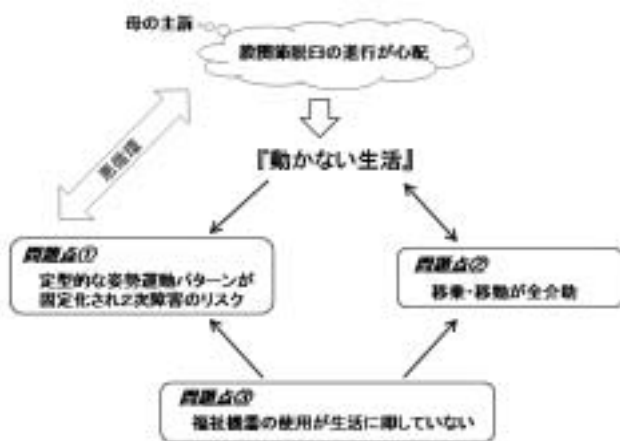 母の主訴
股関節脱臼の進行が心配
悪循環
『動かない生活』
問題点①
定型的な姿勢運動パターンが
固定化され2次障害のリスク
問題点②
移乗・移動が全介助
問題点③
福祉機器の使用が生活に即していない